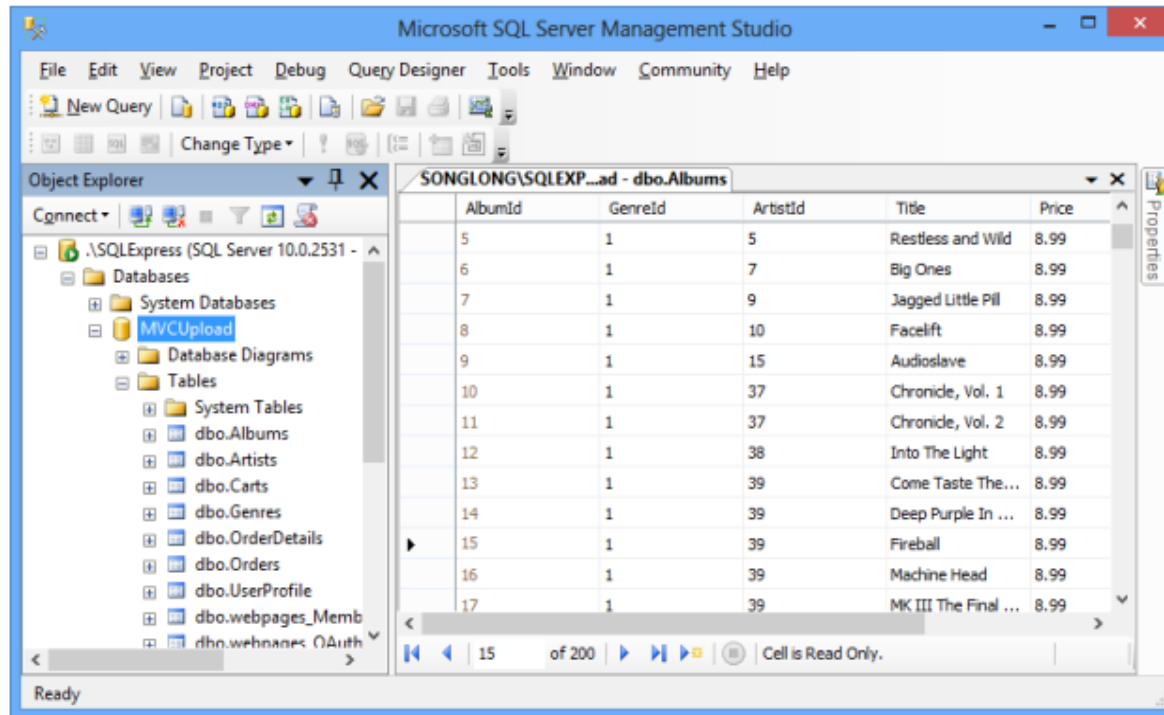 Microsoft SQL Server Management Studio
File Edit View Project Debug Query Designer Tools Window Community Help
New Query
Change Type
Object Explorer
Connect
.\SQLExpress (SQL Server 10.0.2531 -
Databases
System Databases
MVCUpload
Database Diagrams
Tables
System Tables
dbo.Albums
dbo.Artists
dbo.Carts
dbo.Genres
dbo.OrderDetails
dbo.Orders
dbo.UserProfile
dbo.webpages_Memb
dbo.webpages_OAuth
SONGLONG\SQLEXP...ad - dbo.Albums
AlbumId GenreId ArtistId Title Price
5 1 5 Restless and Wild 8.99
6 1 7 Big Ones 8.99
7 1 9 Jagged Little Pill 8.99
8 1 10 Facelift 8.99
9 1 15 Audioslave 8.99
10 1 37 Chronicle, Vol. 1 8.99
11 1 37 Chronicle, Vol. 2 8.99
12 1 38 Into The Light 8.99
13 1 39 Come Taste The... 8.99
14 1 39 Deep Purple In ... 8.99
15 1 39 Fireball 8.99
16 1 39 Machine Head 8.99
17 1 39 MK III The Final ... 8.99
15 of 200 Cell is Read Only.
Properties
Ready